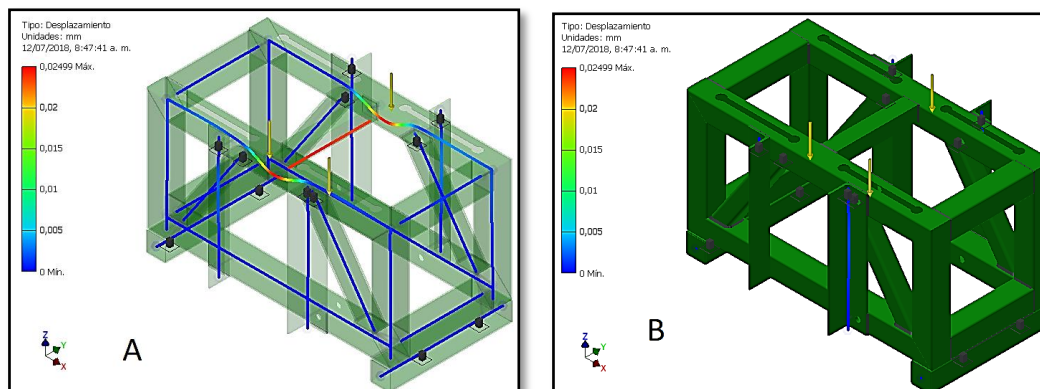 Tipo: Desplazamiento
Unidades: mm
12/07/2018, 8:47:41 a. m.
0,02499 Máx.
0,02
0,015
0,01
0,005
0 Mín.
Z
Y
X
A
Tipo: Desplazamiento
Unidades: mm
12/07/2018, 8:47:41 a. m.
0,02499 Máx.
0,02
0,015
0,01
0,005
0 Mín.
Z
Y
X
B